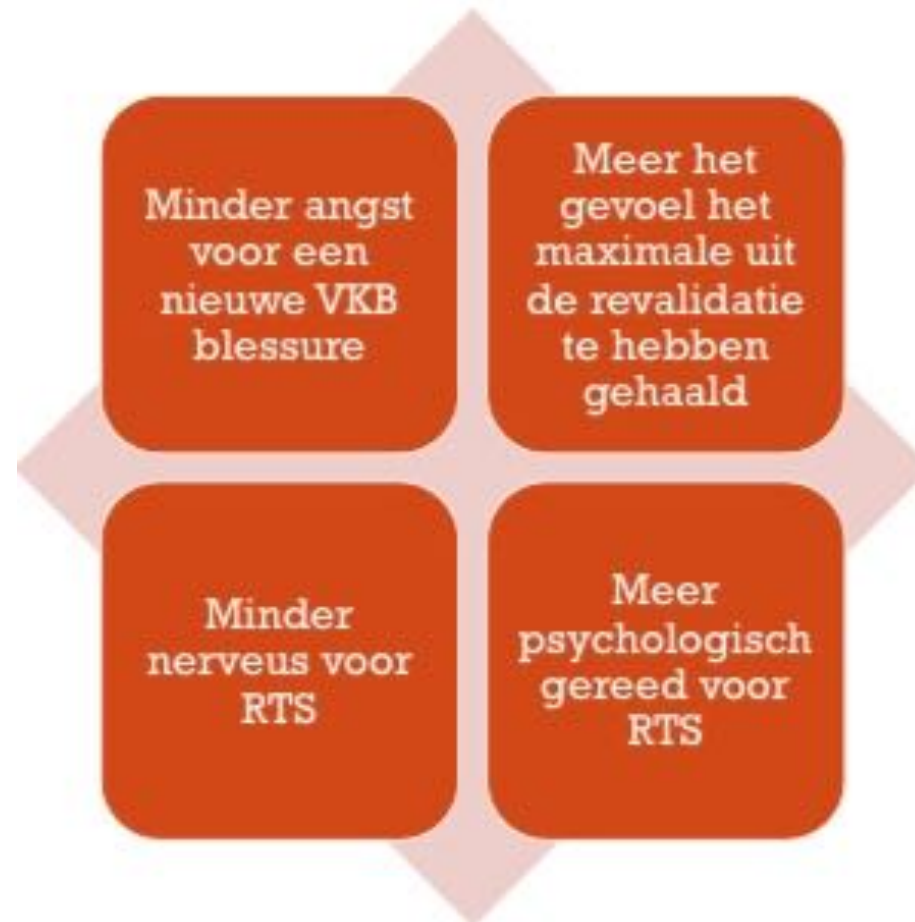 Minder angst
voor een
nieuwe VKB
blessure
Meer het
gevoel het
maximale uit
de revalidatie
te hebben
gehaald
Minder
nerveus voor
RTS
Meer
psychologisch
gereed voor
RTS